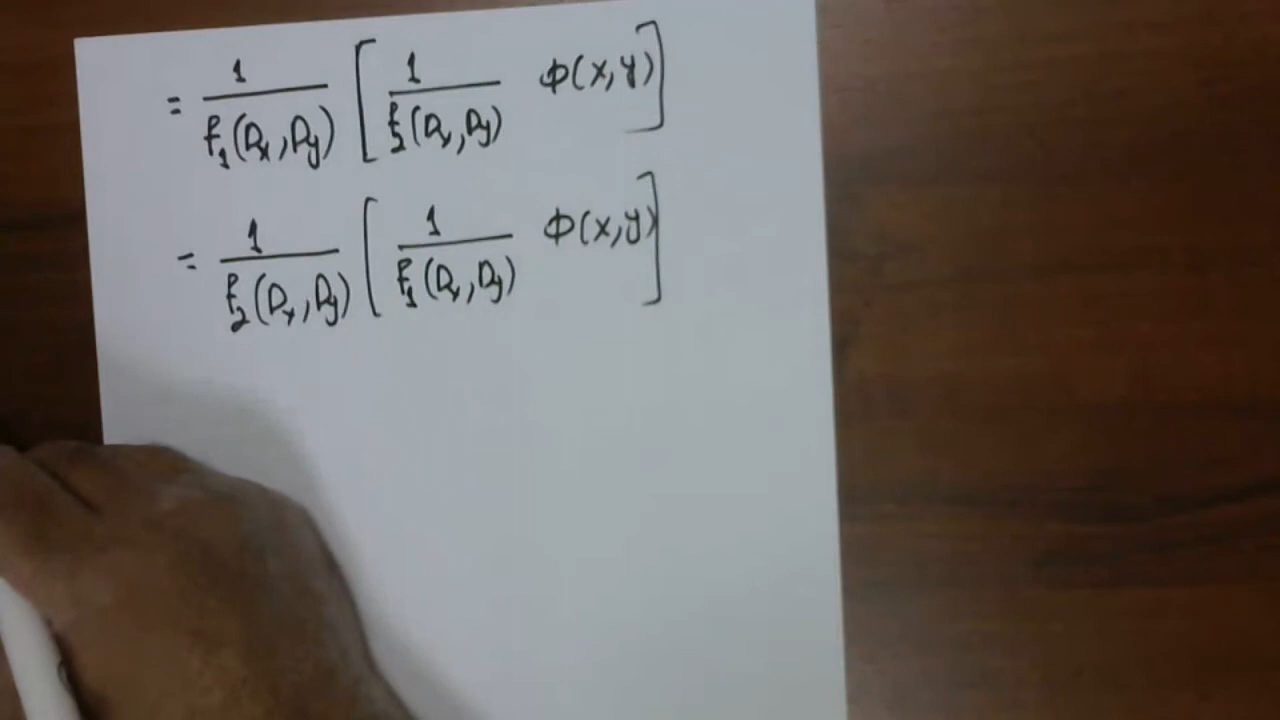 = 1/f₁(Dₓ,Dy) [ 1/f₂(Dₓ,Dy) Φ(x,y) ]
= 1/f₂(Dₓ,Dy) [ 1/f₁(Dₓ,Dy) Φ(x,y) ]